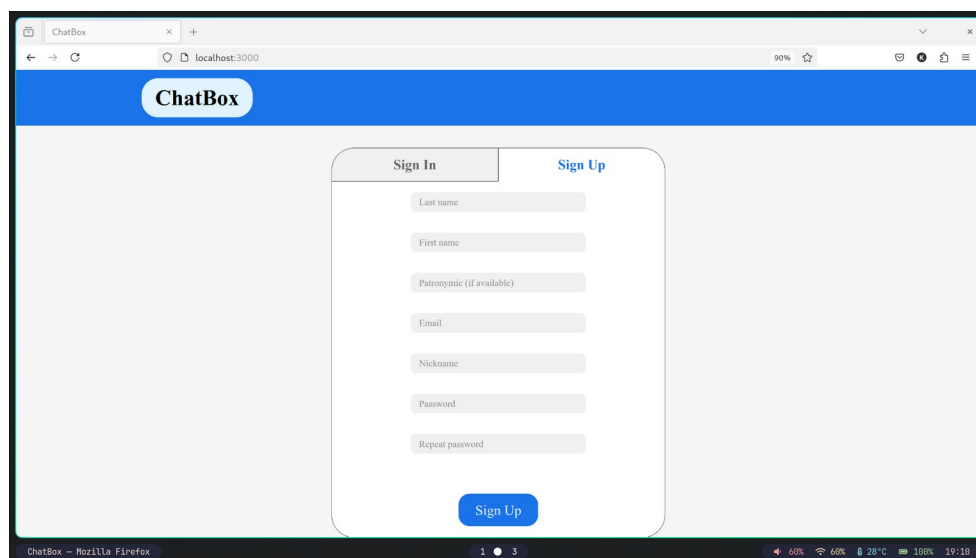 ChatBox
localhost:3000
90%
K
ChatBox
Sign In
Sign Up
Last name
First name
Patronymic (if available)
Email
Nickname
Password
Repeat password
Sign Up
ChatBox — Mozilla Firefox
1 3
60% 60% 28°C 100% 19:10